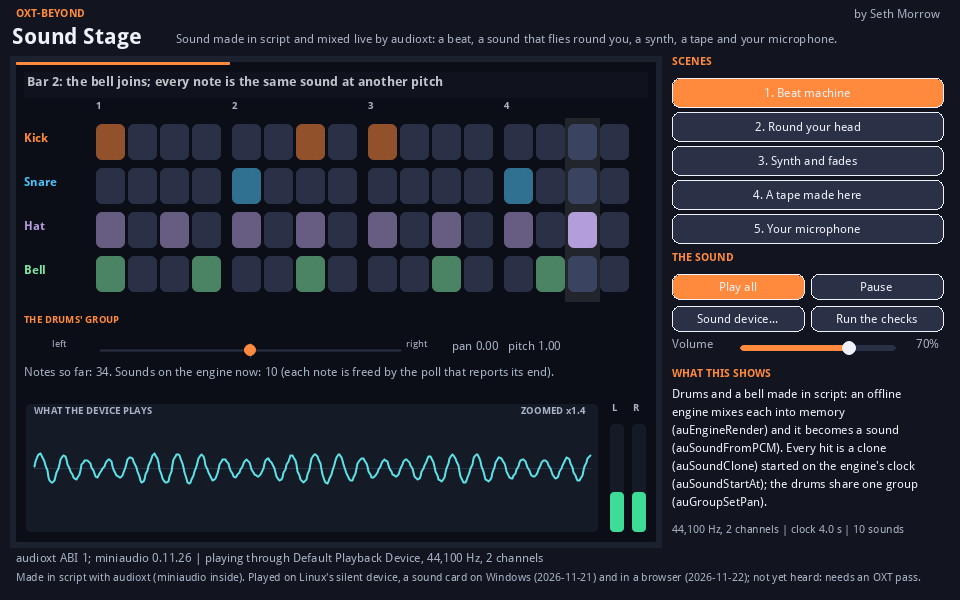 OXT-BEYOND
by Seth Morrow
Sound Stage
Sound made in script and mixed live by audioxt: a beat, a sound that flies round you, a synth, a tape and your microphone.
Bar 2: the bell joins; every note is the same sound at another pitch
1 2 3 4
Kick
Snare
Hat
Bell
THE DRUMS' GROUP
left right pan 0.00 pitch 1.00
Notes so far: 34. Sounds on the engine now: 10 (each note is freed by the poll that reports its end).
WHAT THE DEVICE PLAYS ZOOMED x1.4
L R
SCENES
1. Beat machine
2. Round your head
3. Synth and fades
4. A tape made here
5. Your microphone
THE SOUND
Play all Pause
Sound device... Run the checks
Volume 70%
WHAT THIS SHOWS
Drums and a bell made in script: an offline
engine mixes each into memory
(auEngineRender) and it becomes a sound
(auSoundFromPCM). Every hit is a clone
(auSoundClone) started on the engine's clock
(auSoundStartAt); the drums share one group
(auGroupSetPan).
44,100 Hz, 2 channels | clock 4.0 s | 10 sounds
audioxt ABI 1; miniaudio 0.11.26 | playing through Default Playback Device, 44,100 Hz, 2 channels
Made in script with audioxt (miniaudio inside). Played on Linux's silent device, a sound card on Windows (2026-11-21) and in a browser (2026-11-22); not yet heard: needs an OXT pass.